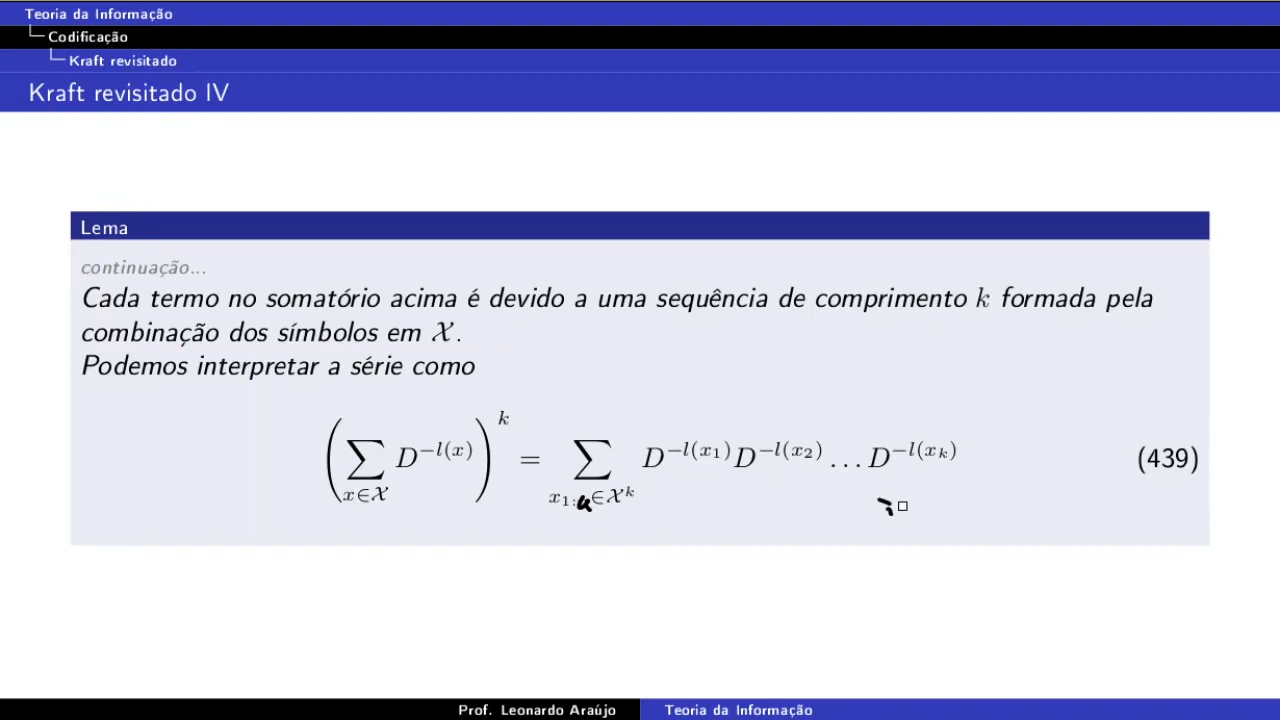 Teoria da Informação
Codificação
Kraft revisitado
Kraft revisitado IV
Lema
continuação...
Cada termo no somatório acima é devido a uma sequência de comprimento k formada pela
combinação dos símbolos em 𝒳.
Podemos interpretar a série como
(∑_{x∈𝒳} D^{−l(x)})^k = ∑_{x_{1:}∈𝒳^k} D^{−l(x_1)} D^{−l(x_2)} … D^{−l(x_k)} (439)
Prof. Leonardo Araújo Teoria da Informação